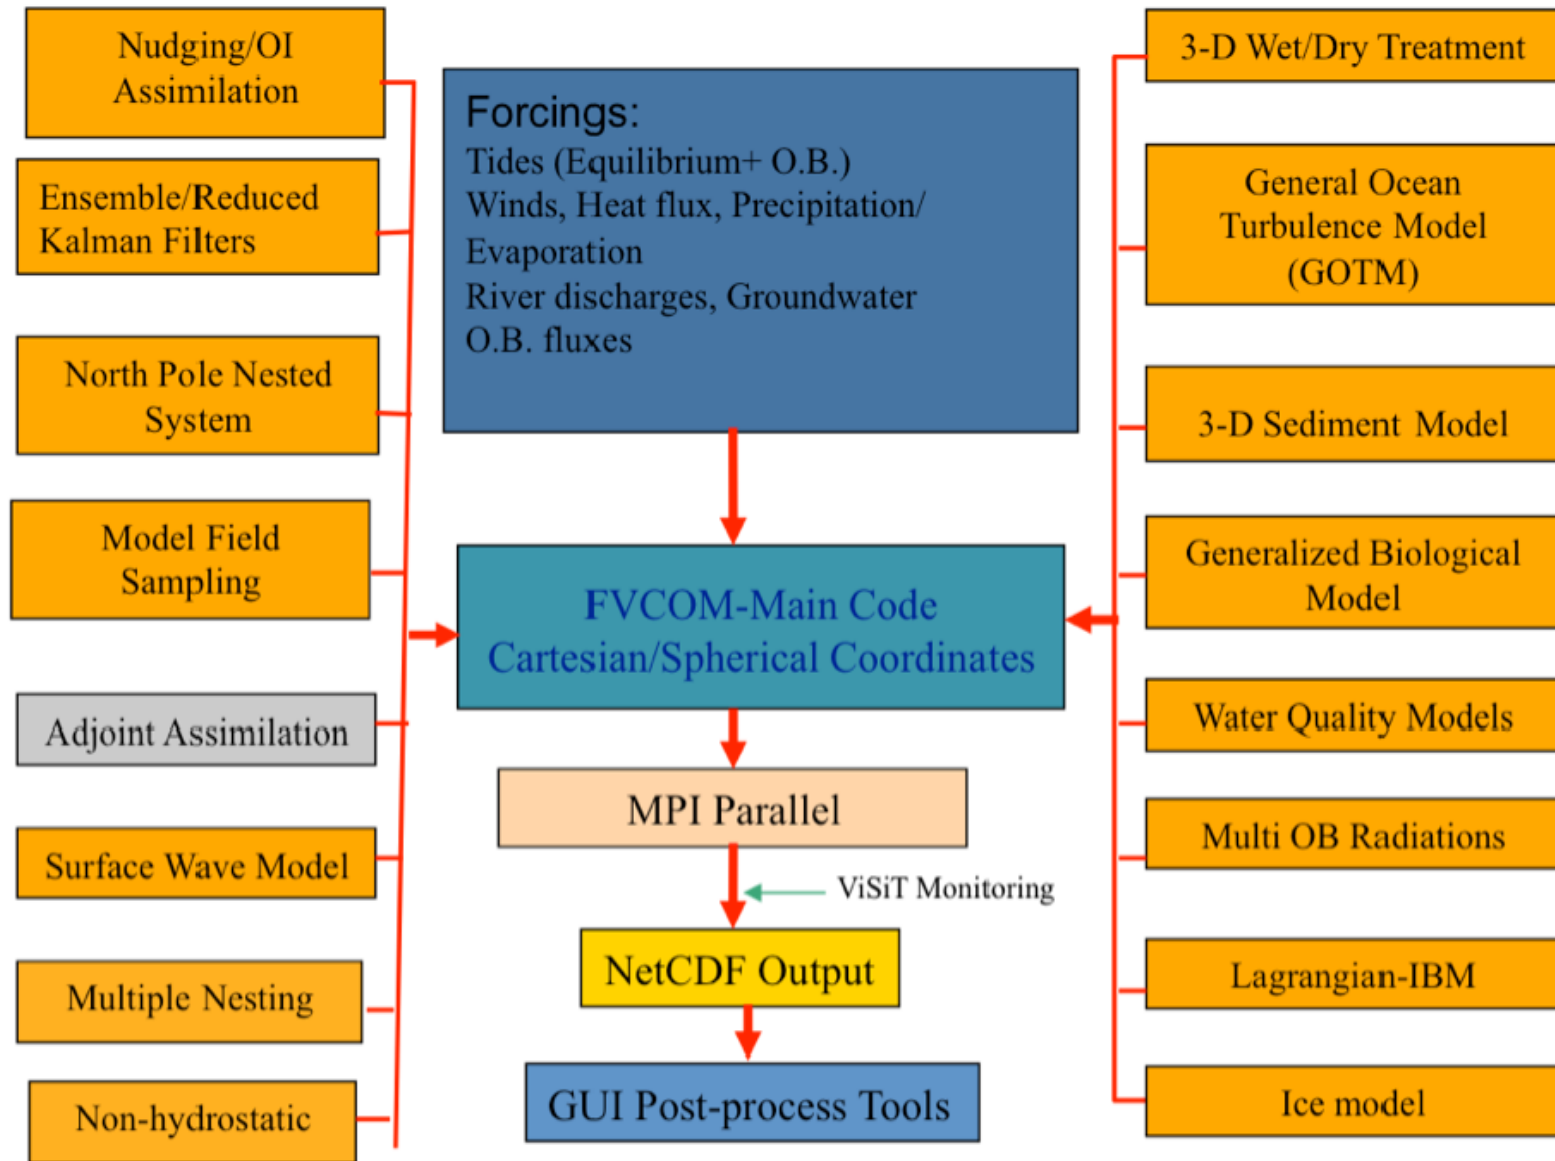 Nudging/OI
Assimilation
Ensemble/Reduced
Kalman Filters
North Pole Nested
System
Model Field
Sampling
Adjoint Assimilation
Surface Wave Model
Multiple Nesting
Non-hydrostatic
Forcings:
Tides (Equilibrium+ O.B.)
Winds, Heat flux, Precipitation/
Evaporation
River discharges, Groundwater
O.B. fluxes
FVCOM-Main Code
Cartesian/Spherical Coordinates
MPI Parallel
ViSiT Monitoring
NetCDF Output
GUI Post-process Tools
3-D Wet/Dry Treatment
General Ocean
Turbulence Model
(GOTM)
3-D Sediment Model
Generalized Biological
Model
Water Quality Models
Multi OB Radiations
Lagrangian-IBM
Ice model